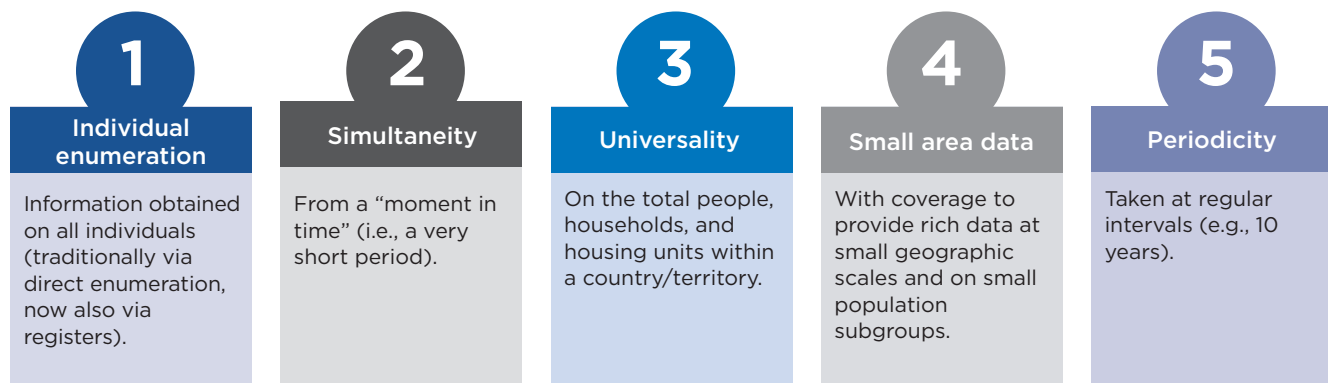 1
Individual
enumeration
Information obtained
on all individuals
(traditionally via
direct enumeration,
now also via
registers).
2
Simultaneity
From a “moment in
time” (i.e., a very
short period).
3
Universality
On the total people,
households, and
housing units within
a country/territory.
4
Small area data
With coverage to
provide rich data at
small geographic
scales and on small
population
subgroups.
5
Periodicity
Taken at regular
intervals (e.g., 10
years).